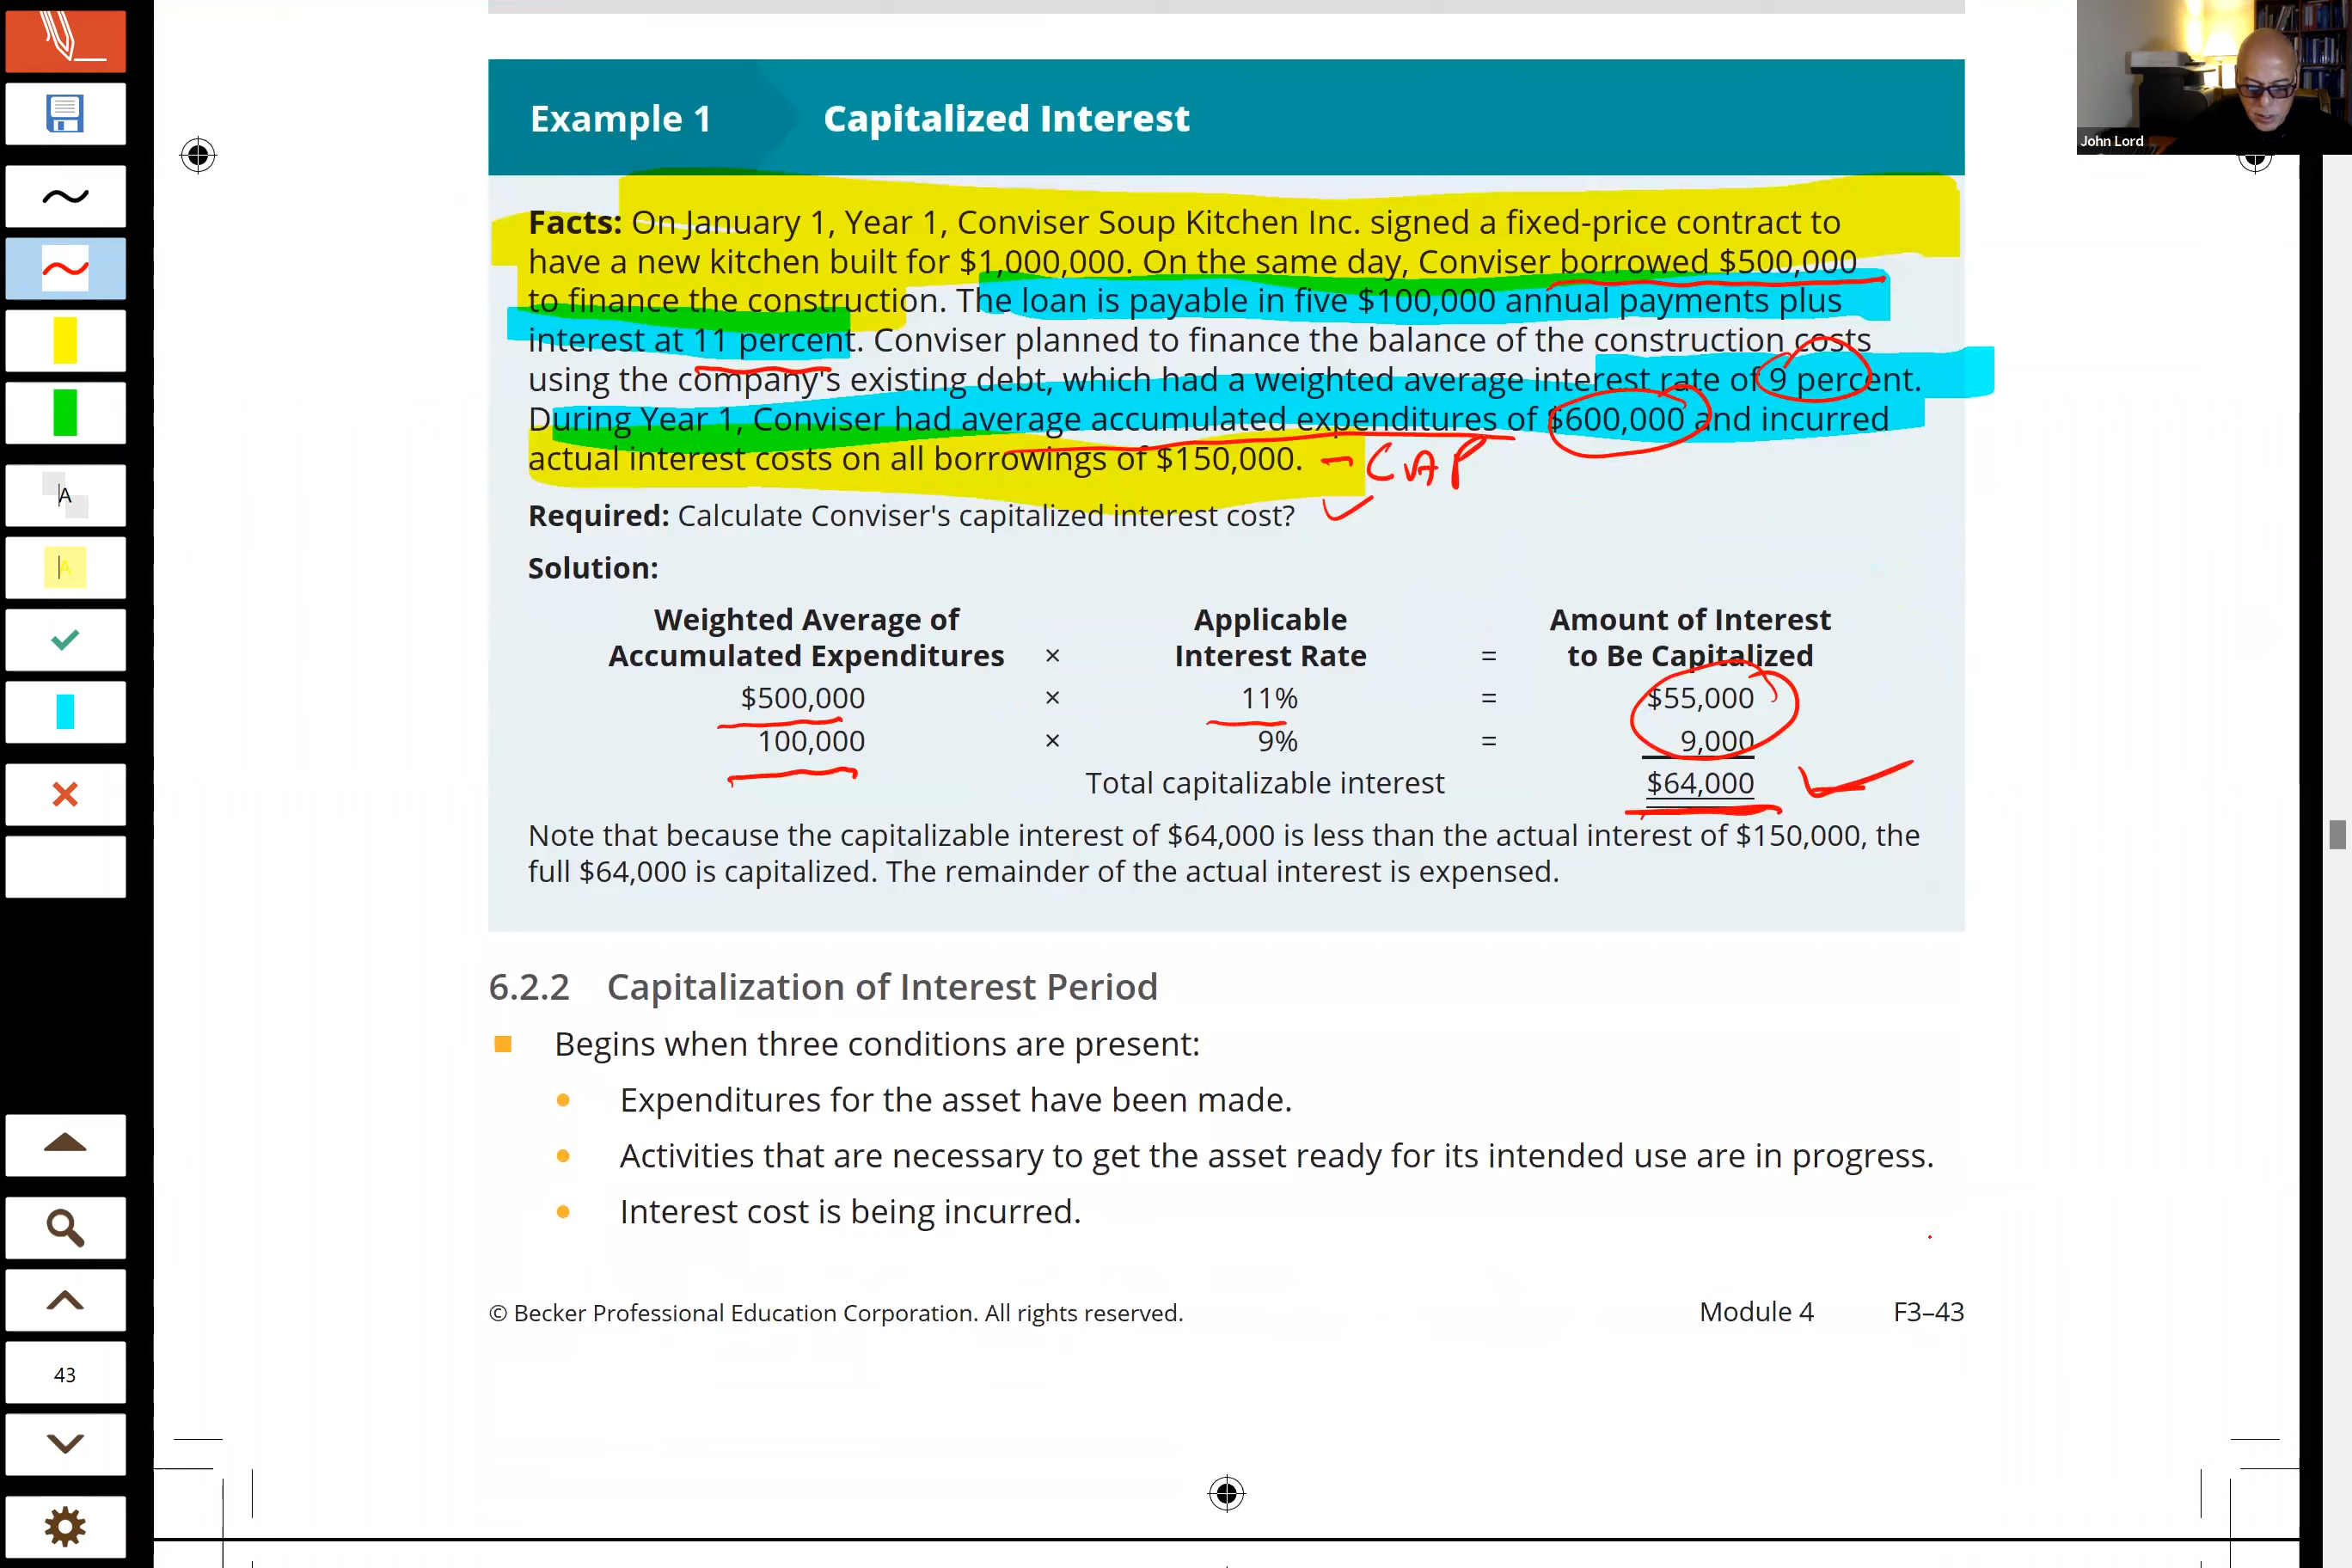 John Lord
Example 1 Capitalized Interest
Facts: On January 1, Year 1, Conviser Soup Kitchen Inc. signed a fixed-price contract to
have a new kitchen built for $1,000,000. On the same day, Conviser borrowed $500,000
to finance the construction. The loan is payable in five $100,000 annual payments plus
interest at 11 percent. Conviser planned to finance the balance of the construction costs
using the company's existing debt, which had a weighted average interest rate of 9 percent.
During Year 1, Conviser had average accumulated expenditures of $600,000 and incurred
actual interest costs on all borrowings of $150,000. - CAP
Required: Calculate Conviser's capitalized interest cost?
Solution:
Weighted Average of Applicable Amount of Interest
Accumulated Expenditures × Interest Rate = to Be Capitalized
$500,000 × 11% = $55,000
100,000 × 9% = 9,000
Total capitalizable interest $64,000
Note that because the capitalizable interest of $64,000 is less than the actual interest of $150,000, the
full $64,000 is capitalized. The remainder of the actual interest is expensed.
6.2.2 Capitalization of Interest Period
Begins when three conditions are present:
Expenditures for the asset have been made.
Activities that are necessary to get the asset ready for its intended use are in progress.
Interest cost is being incurred.
© Becker Professional Education Corporation. All rights reserved. Module 4 F3–43
A
A
43